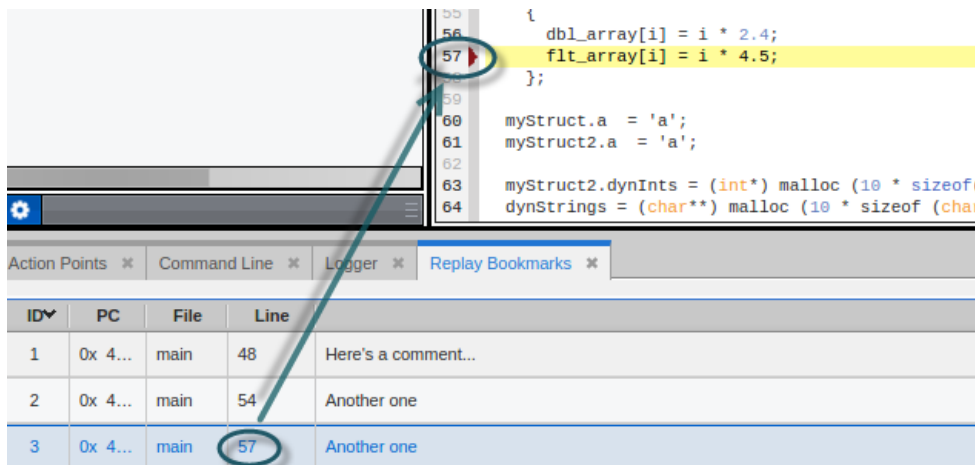 55 {
56 dbl_array[i] = i * 2.4;
57 flt_array[i] = i * 4.5;
58 };
59
60 myStruct.a = 'a';
61 myStruct2.a = 'a';
62
63 myStruct2.dynInts = (int*) malloc (10 * sizeof(
64 dynStrings = (char**) malloc (10 * sizeof (cha
Action Points Command Line Logger Replay Bookmarks
ID PC File Line
1 0x 4... main 48 Here's a comment...
2 0x 4... main 54 Another one
3 0x 4... main 57 Another one